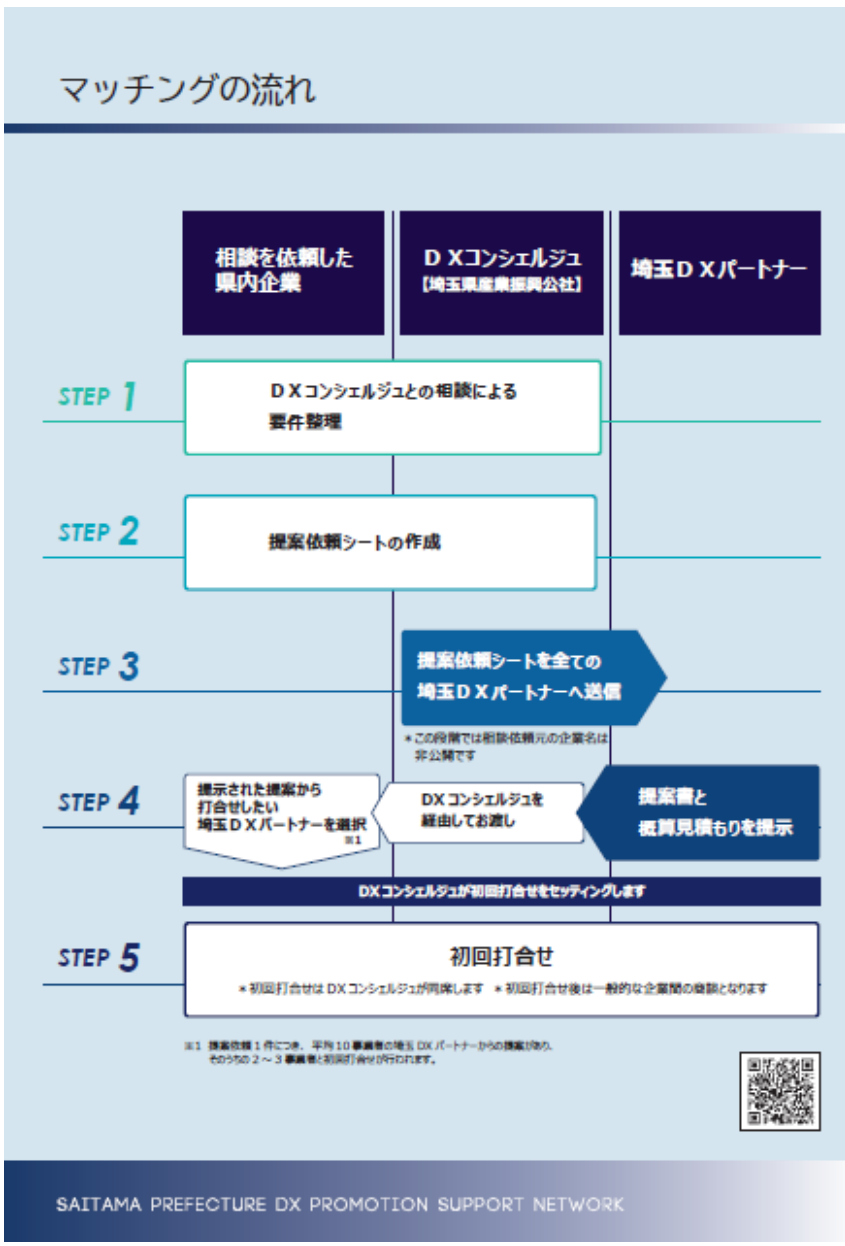 マッチングの流れ
相談を依頼した
県内企業
DXコンシェルジュ
【埼玉県産業振興公社】
埼玉DXパートナー
STEP 1
DXコンシェルジュとの相談による
要件整理
STEP 2
提案依頼シートの作成
STEP 3
提案依頼シートを全ての
埼玉DXパートナーへ送信
*この段階では相談依頼元の企業名は
非公開です
STEP 4
提示された提案から
打合せしたい
埼玉DXパートナーを選択
※1
DXコンシェルジュを
経由してお渡し
提案書と
概算見積もりを提示
DXコンシェルジュが初回打合せをセッティングします
STEP 5
初回打合せ
*初回打合せはDXコンシェルジュが同席します *初回打合せ後は一般的な企業間の商談となります
※1 提案依頼1件につき、平均10事業者の埼玉DXパートナーからの提案があり、
そのうちの2～3事業者と初回打合せが行われます。
SAITAMA PREFECTURE DX PROMOTION SUPPORT NETWORK